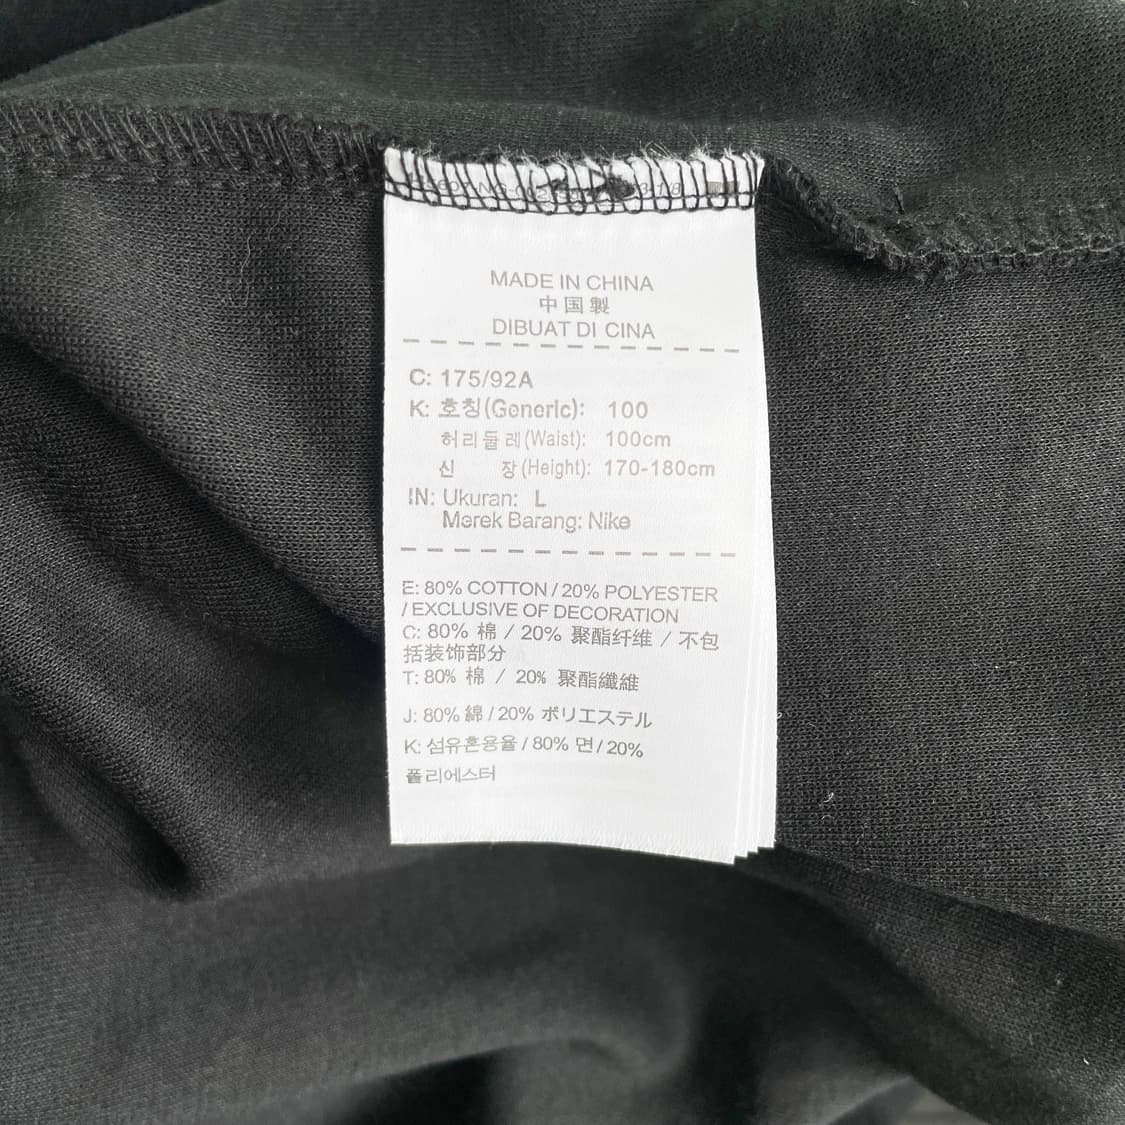 MADE IN CHINA
中国製
DIBUAT DI CINA
C: 175/92A
K: 호칭(Generic): 100
허리둘레(Waist): 100cm
신 장(Height): 170-180cm
IN: Ukuran: L
Merek Barang: Nike
E: 80% COTTON / 20% POLYESTER
/ EXCLUSIVE OF DECORATION
C: 80% 棉 / 20% 聚酯纤维 / 不包
括装饰部分
T: 80% 棉 / 20% 聚酯纖維
J: 80% 綿 / 20% ポリエステル
K: 섬유혼용율 / 80% 면 / 20%
폴리에스터